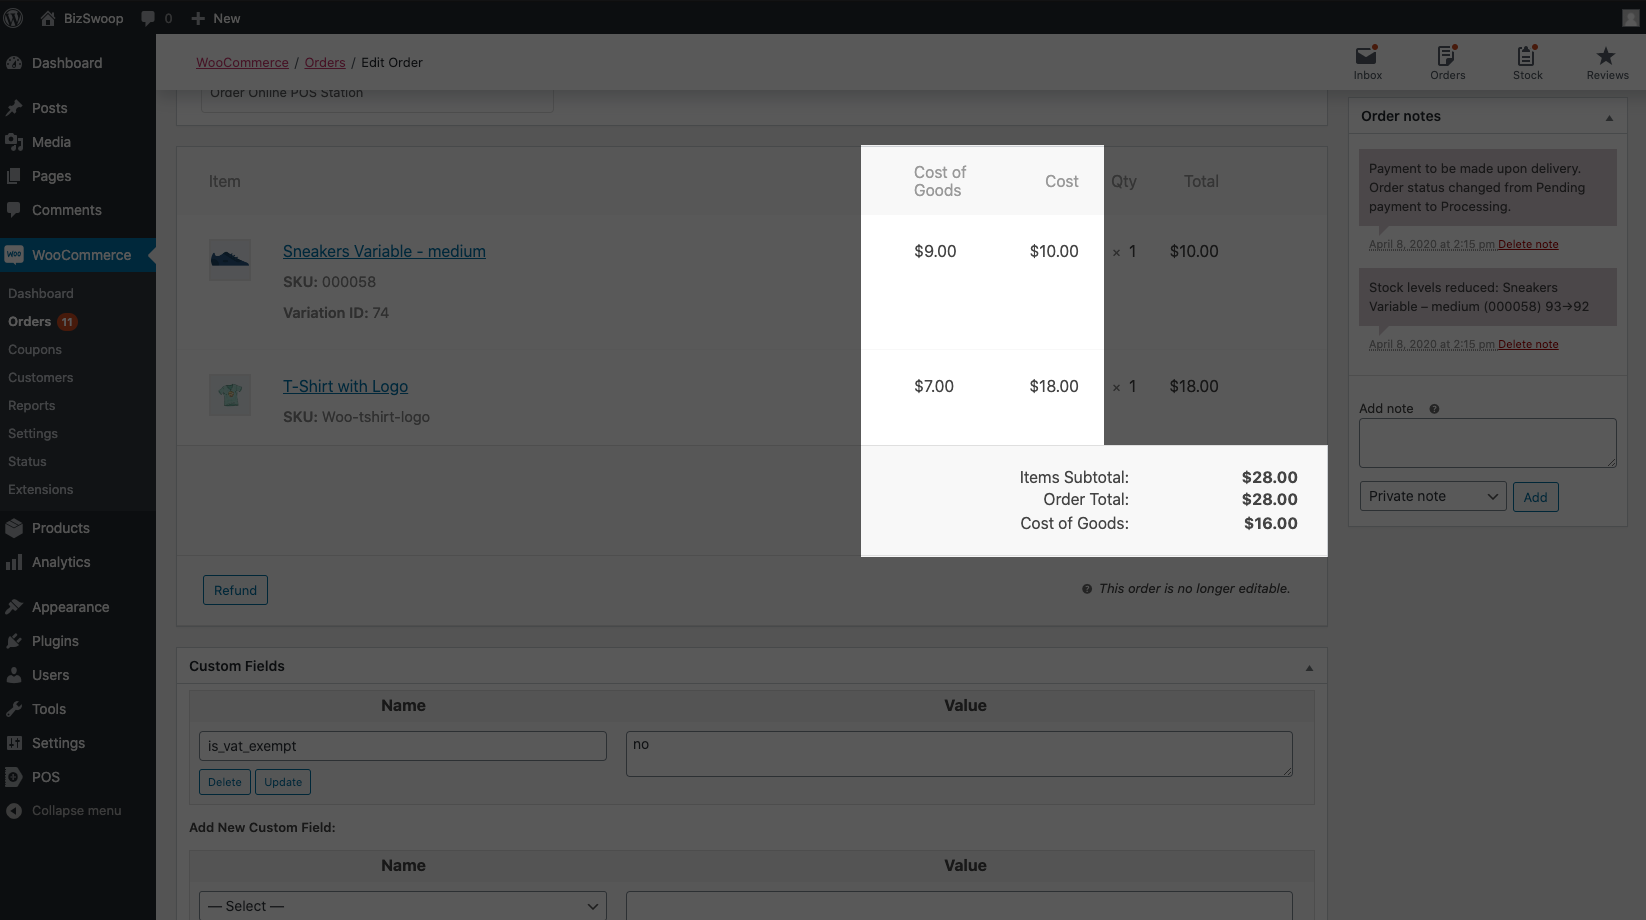 BizSwoop
0
New
Dashboard
Posts
Media
Pages
Comments
woo
WooCommerce
Dashboard
Orders 11
Coupons
Customers
Reports
Settings
Status
Extensions
Products
Analytics
Appearance
Plugins
Users
Tools
Settings
POS
Collapse menu
WooCommerce / Orders / Edit Order
Inbox
Orders
Stock
Reviews
Order Online POS Station
Item
Cost of
Goods
Cost
Qty
Total
Sneakers Variable - medium
$9.00
$10.00
× 1
$10.00
SKU: 000058
Variation ID: 74
T-Shirt with Logo
$7.00
$18.00
× 1
$18.00
SKU: Woo-tshirt-logo
Items Subtotal: $28.00
Order Total: $28.00
Cost of Goods: $16.00
Refund
This order is no longer editable.
Custom Fields
Name
Value
is_vat_exempt
no
Delete
Update
Add New Custom Field:
Name
Value
— Select —
Order notes
Payment to be made upon delivery.
Order status changed from Pending
payment to Processing.
April 8, 2020 at 2:15 pm Delete note
Stock levels reduced: Sneakers
Variable – medium (000058) 93→92
April 8, 2020 at 2:15 pm Delete note
Add note
Private note
Add